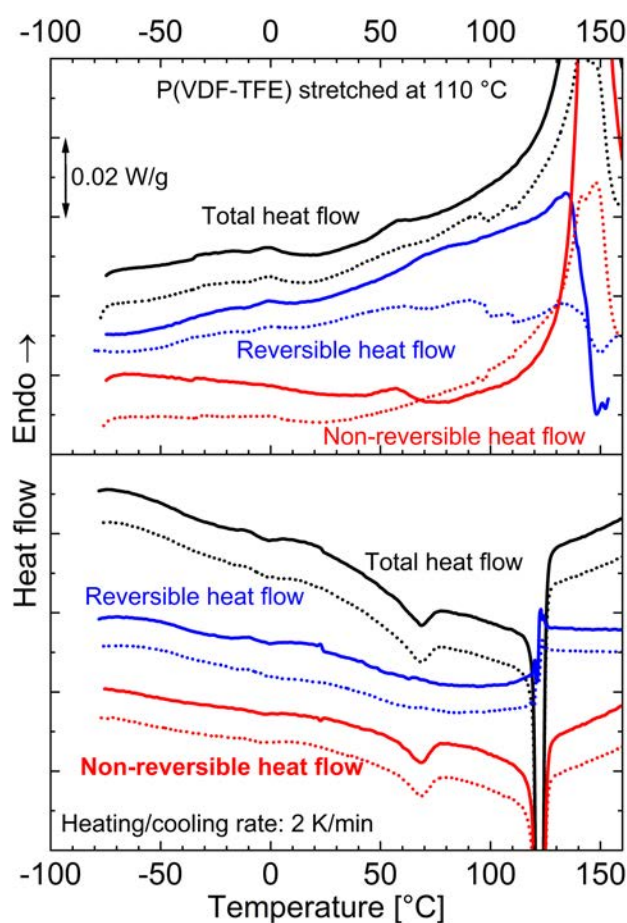 -100 -50 0 50 100 150
P(VDF-TFE) stretched at 110 °C
0.02 W/g
Total heat flow
Reversible heat flow
Non-reversible heat flow
Endo →
Heat flow
Total heat flow
Reversible heat flow
Non-reversible heat flow
Heating/cooling rate: 2 K/min
-100 -50 0 50 100 150
Temperature [°C]